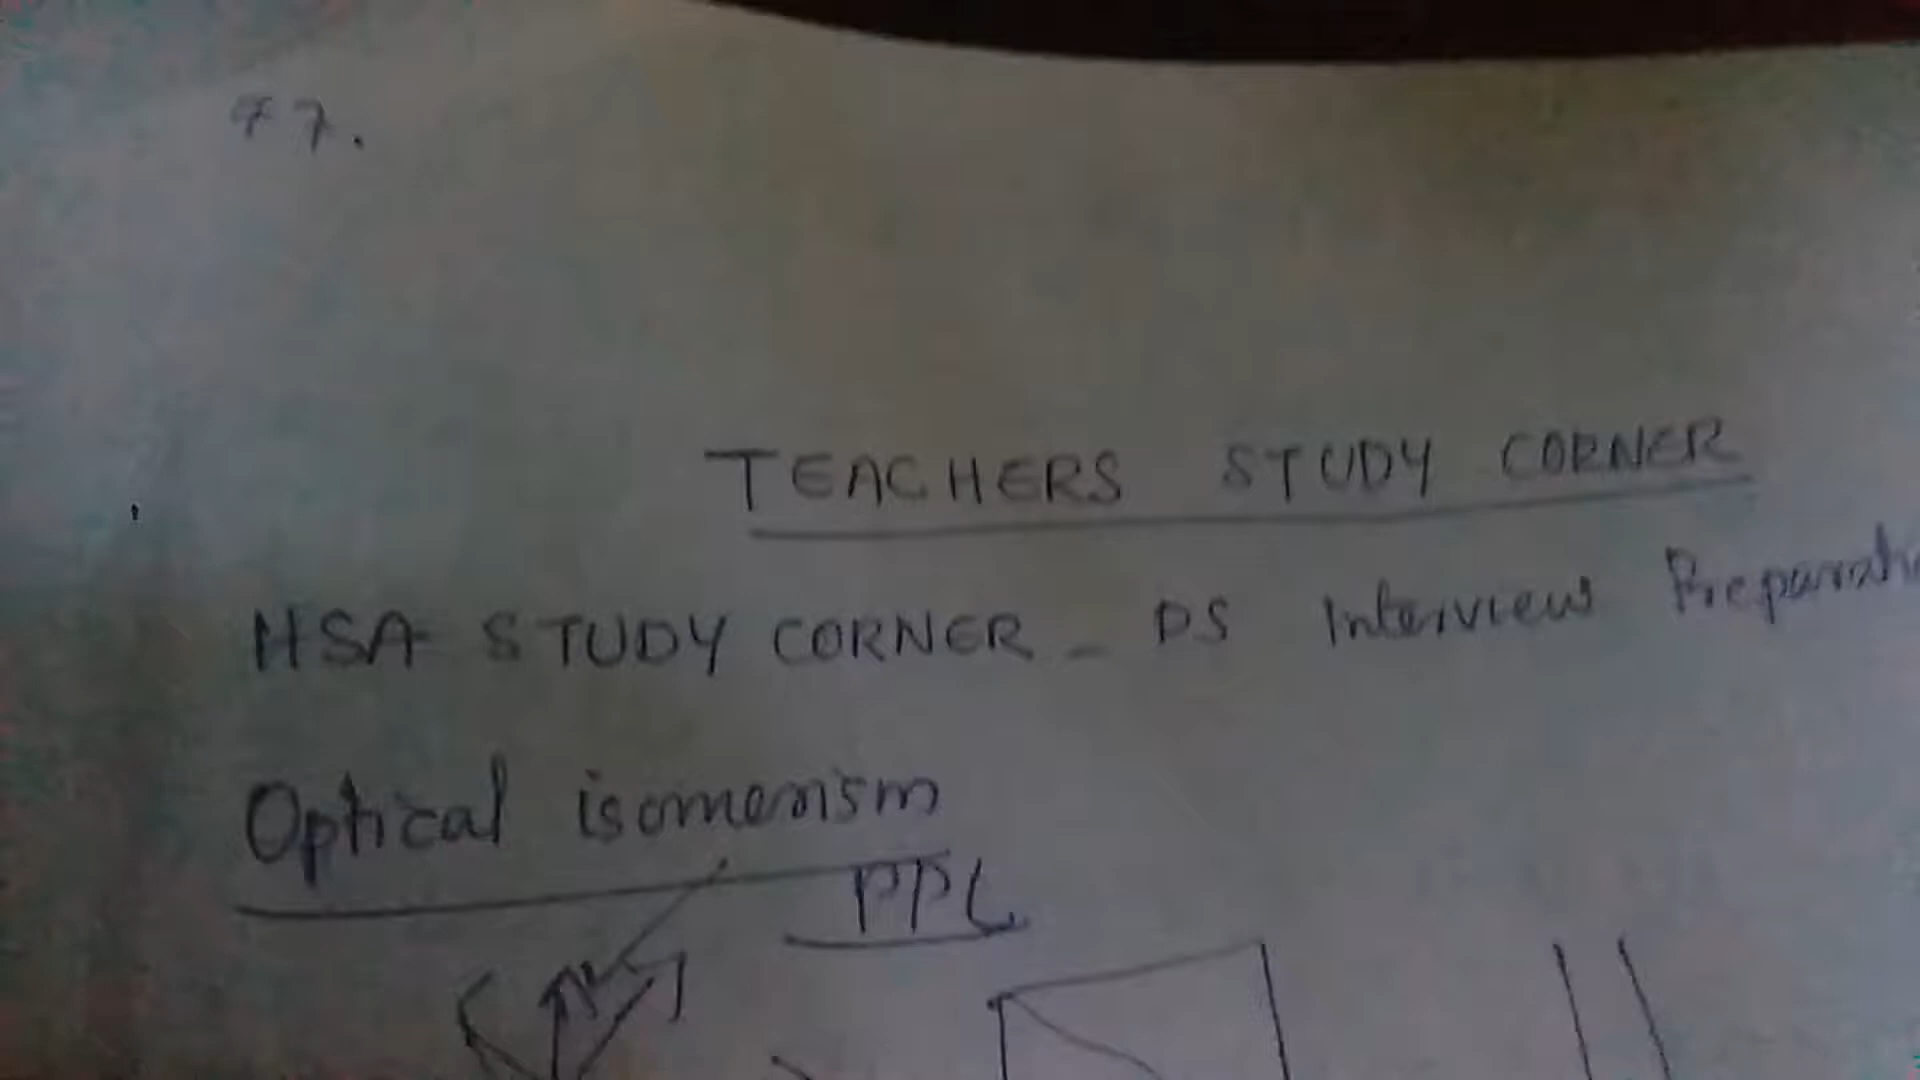 77.
TEACHERS STUDY CORNER
HSA STUDY CORNER - PS Interview
Optical isomerism
PPL